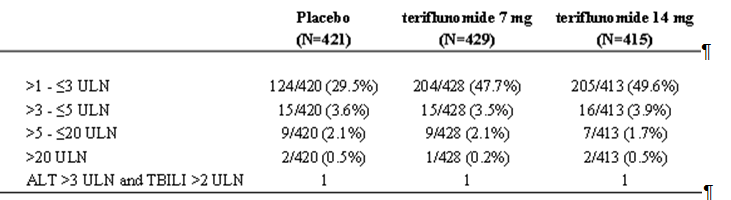 Placebo teriflunomide 7 mg teriflunomide 14 mg
(N=421) (N=429) (N=415)
¶
>1 - ≤3 ULN 124/420 (29.5%) 204/428 (47.7%) 205/413 (49.6%)
>3 - ≤5 ULN 15/420 (3.6%) 15/428 (3.5%) 16/413 (3.9%)
>5 - ≤20 ULN 9/420 (2.1%) 9/428 (2.1%) 7/413 (1.7%)
>20 ULN 2/420 (0.5%) 1/428 (0.2%) 2/413 (0.5%)
ALT >3 ULN and TBILI >2 ULN 1 1 1
¶